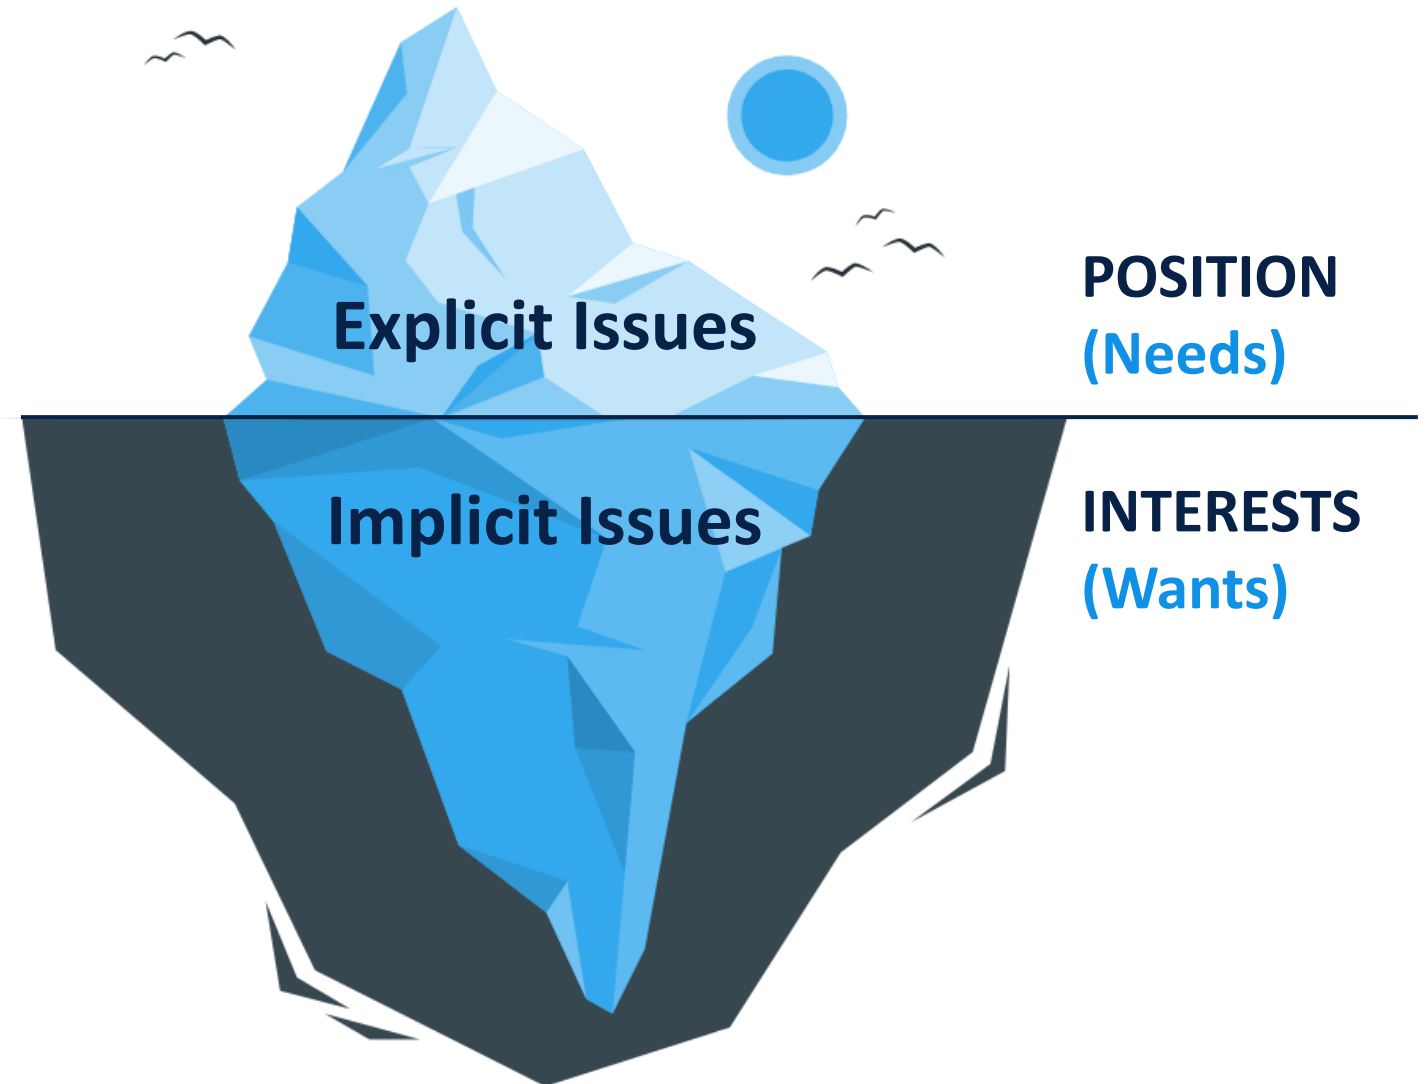 Explicit Issues
POSITION
(Needs)
Implicit Issues
INTERESTS
(Wants)